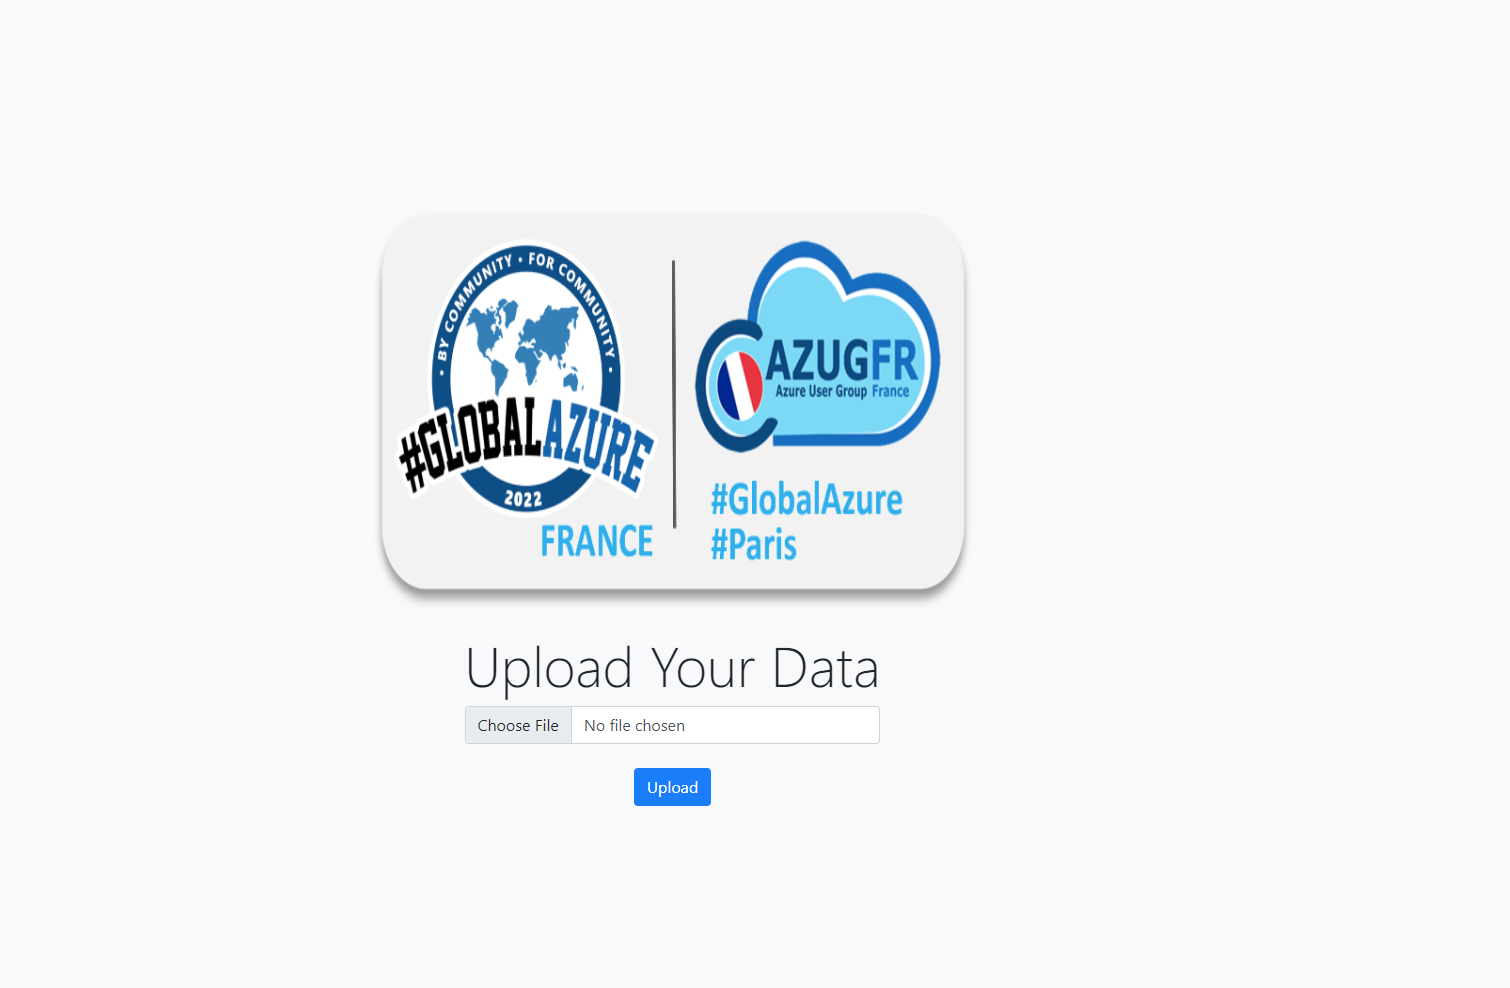 • BY COMMUNITY • FOR COMMUNITY •
#GLOBALAZURE
2022
FRANCE
AZUGFR
Azure User Group France
#GlobalAzure
#Paris
Upload Your Data
Choose File No file chosen
Upload